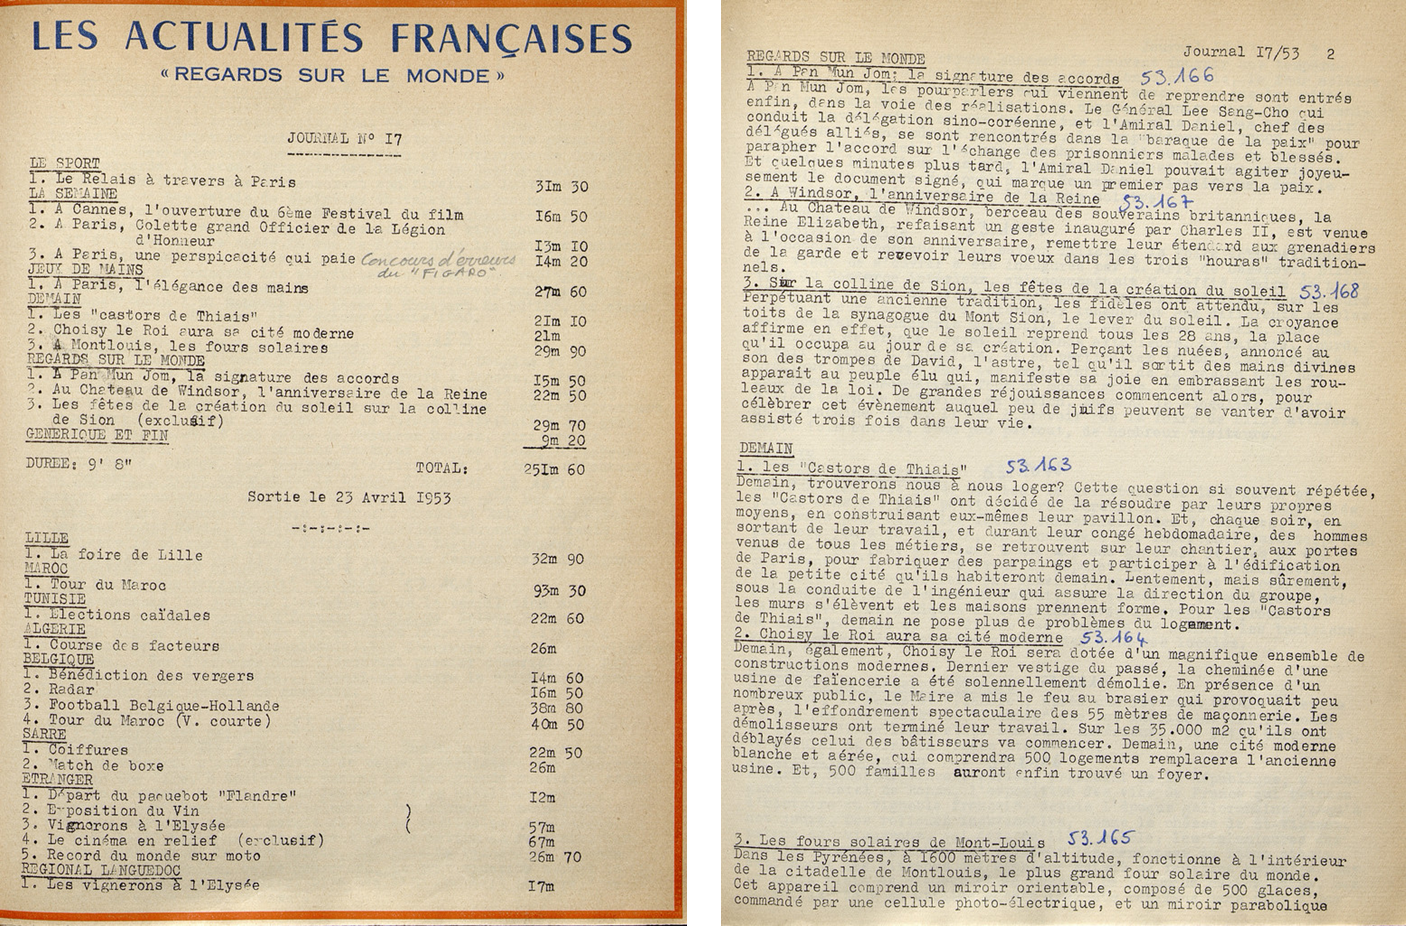 LES ACTUALITÉS FRANÇAISES
« REGARDS SUR LE MONDE »
JOURNAL N° I7
LE SPORT
1. Le Relais à travers à Paris 3Im 30
LA SEMAINE
1. A Cannes, l'ouverture du 6ème Festival du film I6m 50
2. A Paris, Colette grand Officier de la Légion
d'Honneur I3m I0
3. A Paris, une perspicacité qui paie Concours d'erreurs I4m 20
du "FIGARO"
JEUX DE MAINS
1. A Paris, l'élégance des mains 27m 60
DEMAIN
1. Les "castors de Thiais" 2Im I0
2. Choisy le Roi aura sa cité moderne 2Im
3. A Montlouis, les fours solaires 29m 90
REGARDS SUR LE MONDE
1. A Pan Mun Jom, la signature des accords I5m 50
2. Au Chateau de Windsor, l'anniversaire de la Reine 22m 50
3. Les fêtes de la création du soleil sur la colline
de Sion (exclusif) 29m 70
GENERIQUE ET FIN 9m 20
DUREE: 9' 8" TOTAL: 25Im 60
Sortie le 23 Avril I953
-:-:-:-:-
LILLE
1. La foire de Lille 32m 90
MAROC
1. Tour du Maroc 93m 30
TUNISIE
1. Elections caïdales 22m 60
ALGERIE
1. Course des facteurs 26m
BELGIQUE
1. Bénédiction des vergers I4m 60
2. Radar I6m 50
3. Football Belgique-Hollande 38m 80
4. Tour du Maroc (V. courte) 40m 50
SARRE
1. Coiffures 22m 50
2. Match de boxe 26m
ETRANGER
1. Départ du paquebot "Flandre" I2m
2. Exposition du Vin )
3. Vignerons à l'Elysée ( 57m
4. Le cinéma en relief (exclusif) 67m
5. Record du monde sur moto 26m 70
REGIONAL LANGUEDOC
1. Les vignerons à l'Elysée I7m
Journal I7/53 2
REGARDS SUR LE MONDE
1. A Pan Mun Jom; la signature des accords 53.166
A Pan Mun Jom, les pourparlers qui viennent de reprendre sont entrés
enfin, dans la voie des réalisations. Le Général Lee Sang-Cho qui
conduit la délégation sino-coréenne, et l'Amiral Daniel, chef des
délégués alliés, se sont rencontrés dans la "baraque de la paix" pour
parapher l'accord sur l'échange des prisonniers malades et blessés.
Et quelques minutes plus tard, l'Amiral Daniel pouvait agiter joyeu-
sement le document signé, qui marque un premier pas vers la paix.
2. A Windsor, l'anniversaire de la Reine 53.167
... Au Chateau de Windsor, berceau des souverains britanniques, la
Reine Elizabeth, refaisant un geste inauguré par Charles II, est venue
à l'occasion de son anniversaire, remettre leur étendard aux grenadiers
de la garde et recevoir leurs voeux dans les trois "houras" tradition-
nels.
3. Sur la colline de Sion, les fêtes de la création du soleil 53.168
Perpétuant une ancienne tradition, les fidèles ont attendu, sur les
toits de la synagogue du Mont Sion, le lever du soleil. La croyance
affirme en effet, que le soleil reprend tous les 28 ans, la place
qu'il occupa au jour de sa création. Perçant les nuées, annoncé au
son des trompes de David, l'astre, tel qu'il sortit des mains divines
apparait au peuple élu qui, manifeste sa joie en embrassant les rou-
leaux de la loi. De grandes réjouissances commencent alors, pour
célèbrer cet évènement auquel peu de juifs peuvent se vanter d'avoir
assisté trois fois dans leur vie.
DEMAIN
1. les "Castors de Thiais" 53.163
Demain, trouverons nous à nous loger? Cette question si souvent répétée,
les "Castors de Thiais" ont décidé de la résoudre par leurs propres
moyens, en construisant eux-mêmes leur pavillon. Et, chaque soir, en
sortant de leur travail, et durant leur congé hebdomadaire, des hommes
venus de tous les métiers, se retrouvent sur leur chantier, aux portes
de Paris, pour fabriquer des parpaings et participer à l'édification
de la petite cité qu'ils habiteront demain. Lentement, mais sûrement,
sous la conduite de l'ingénieur qui assure la direction du groupe,
les murs s'élèvent et les maisons prennent forme. Pour les "Castors
de Thiais", demain ne pose plus de problèmes du logement.
2. Choisy le Roi aura sa cité moderne 53.164
Demain, également, Choisy le Roi sera dotée d'un magnifique ensemble de
constructions modernes. Dernier vestige du passé, la cheminée d'une
usine de faïencerie a été solennellement démolie. En présence d'un
nombreux public, le Maire a mis le feu au brasier qui provoquait peu
après, l'effondrement spectaculaire des 55 mètres de maçonnerie. Les
démolisseurs ont terminé leur travail. Sur les 35.000 m2 qu'ils ont
déblayés celui des bâtisseurs va commencer. Demain, une cité moderne
blanche et aérée, qui comprendra 500 logements remplacera l'ancienne
usine. Et, 500 familles auront enfin trouvé un foyer.
3. Les fours solaires de Mont-Louis 53.165
Dans les Pyrénées, à I600 mètres d'altitude, fonctionne à l'intérieur
de la citadelle de Montlouis, le plus grand four solaire du monde.
Cet appareil comprend un miroir orientable, composé de 500 glaces,
commandé par une cellule photo-électrique, et un miroir parabolique